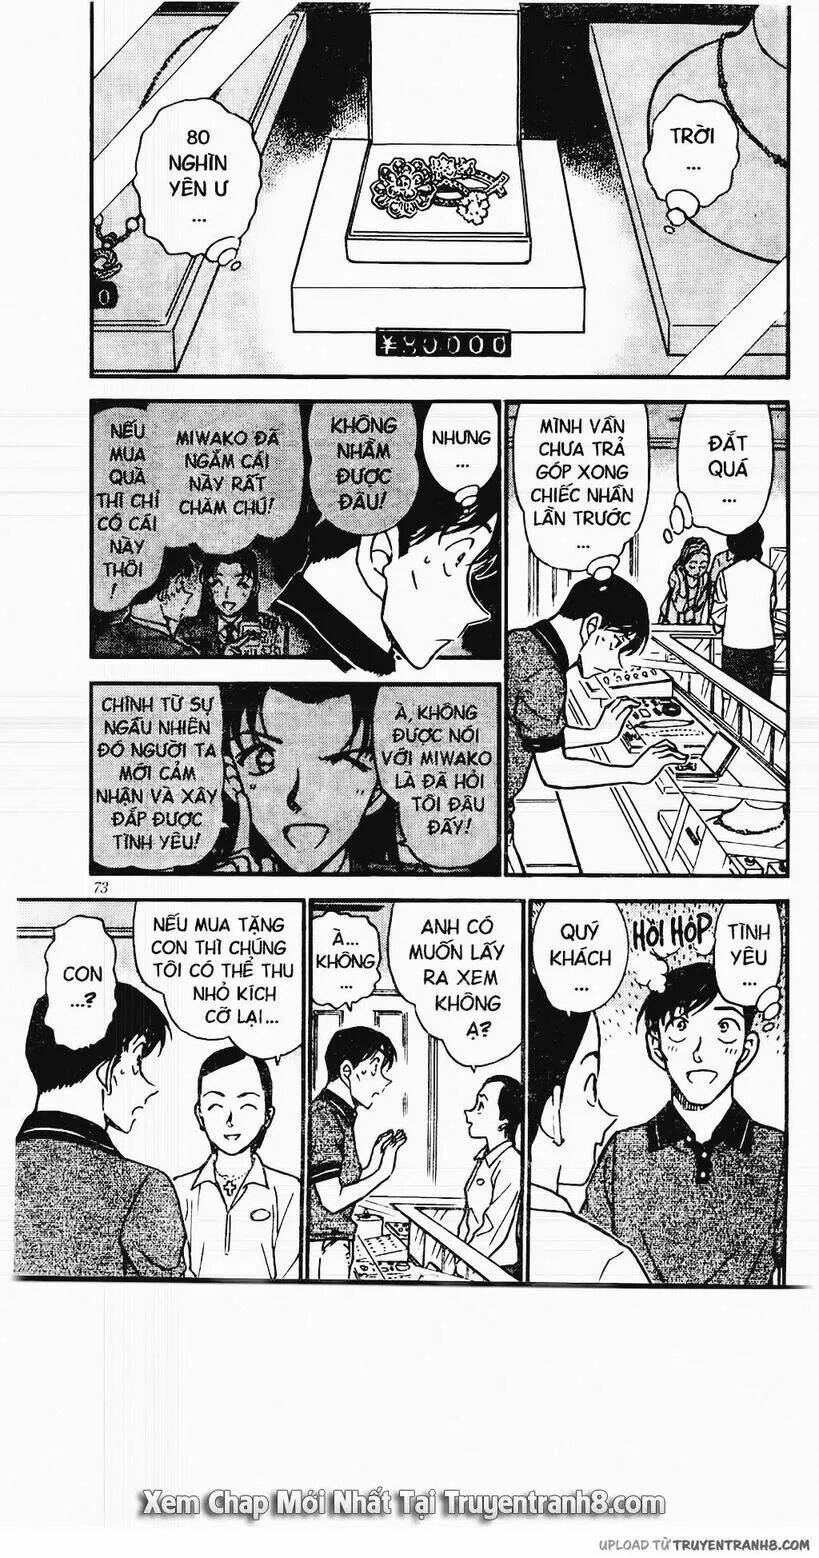 TRỜI
...
80
NGHÌN
YÊN Ư
...
0
¥80000
ĐẮT
QUÁ
...
MÌNH VẪN
CHƯA TRẢ
GÓP XONG
CHIẾC NHẪN
LẦN TRƯỚC
...
NHƯNG
...
KHÔNG
NHẦM
ĐƯỢC
ĐÂU!
MIWAKO ĐÃ
NGẮM CÁI
NÀY RẤT
CHĂM CHÚ!
NẾU
MUA
QUÀ
THÌ CHỈ
CÓ CÁI
NÀY
THÔI
!
À, KHÔNG
ĐƯỢC NÓI
VỚI MIWAKO
LÀ ĐÃ HỎI
TÔI ĐÂU
ĐẤY!
CHÍNH TỪ SỰ
NGẪU NHIÊN
ĐÓ NGƯỜI TA
MỚI CẢM
NHẬN VÀ XÂY
ĐẮP ĐƯỢC
TÌNH YÊU!
73
TÌNH
YÊU
...
HỒI HỘP
QUÝ
KHÁCH
...
ANH CÓ
MUỐN LẤY
RA XEM
KHÔNG
Ạ?
À...
KHÔNG
...
NẾU MUA TẶNG
CON THÌ CHÚNG
TÔI CÓ THỂ THU
NHỎ KÍCH
CỠ LẠI...
CON
...?
Xem Chap Mới Nhất Tại Truyentranh8.com
UPLOAD TỪ TRUYENTRANH8.COM